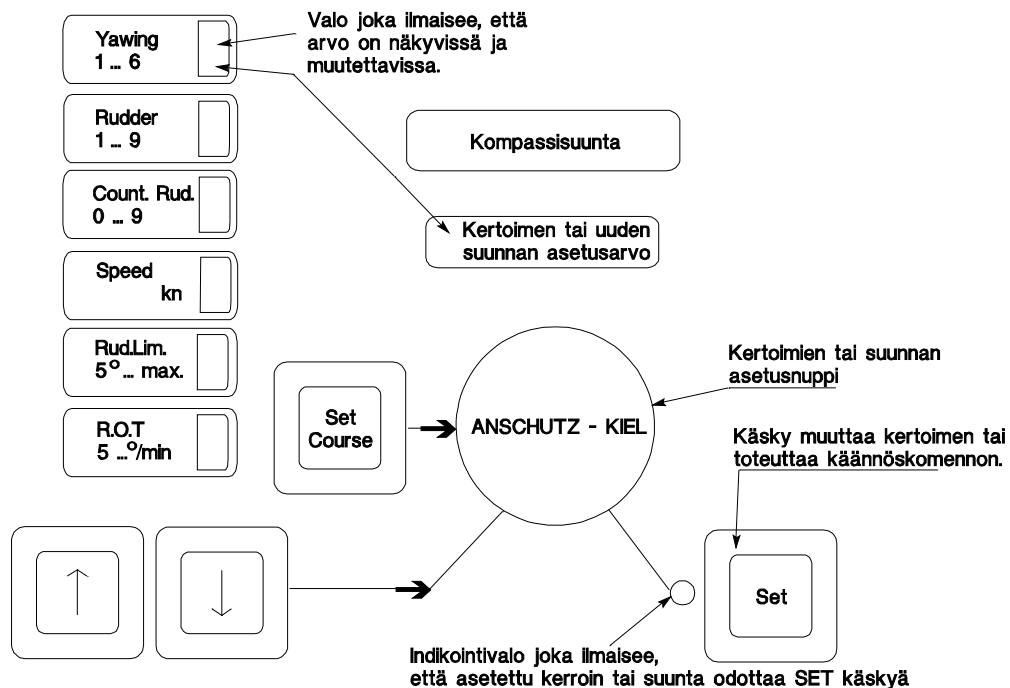 Yawing
1 ... 6
Valo joka ilmaisee, että
arvo on näkyvissä ja
muutettavissa.
Rudder
1 ... 9
Kompassisuunta
Count. Rud.
0 ... 9
Kertoimen tai uuden
suunnan asetusarvo
Speed
kn
Rud.Lim.
5° ... max.
Kertoimien tai suunnan
asetusnuppi
R.O.T
5 ...°/min
Set
Course
ANSCHUTZ - KIEL
Käsky muuttaa kertoimen tai
toteuttaa käännöskomennon.
↑
↓
Set
Indikointivalo joka ilmaisee,
että asetettu kerroin tai suunta odottaa SET käskyä